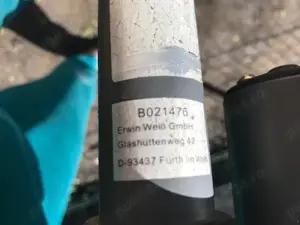 B021476
Erwin Weiß GmbH
Glashüttenweg 42
D-93437 Furth im Wald